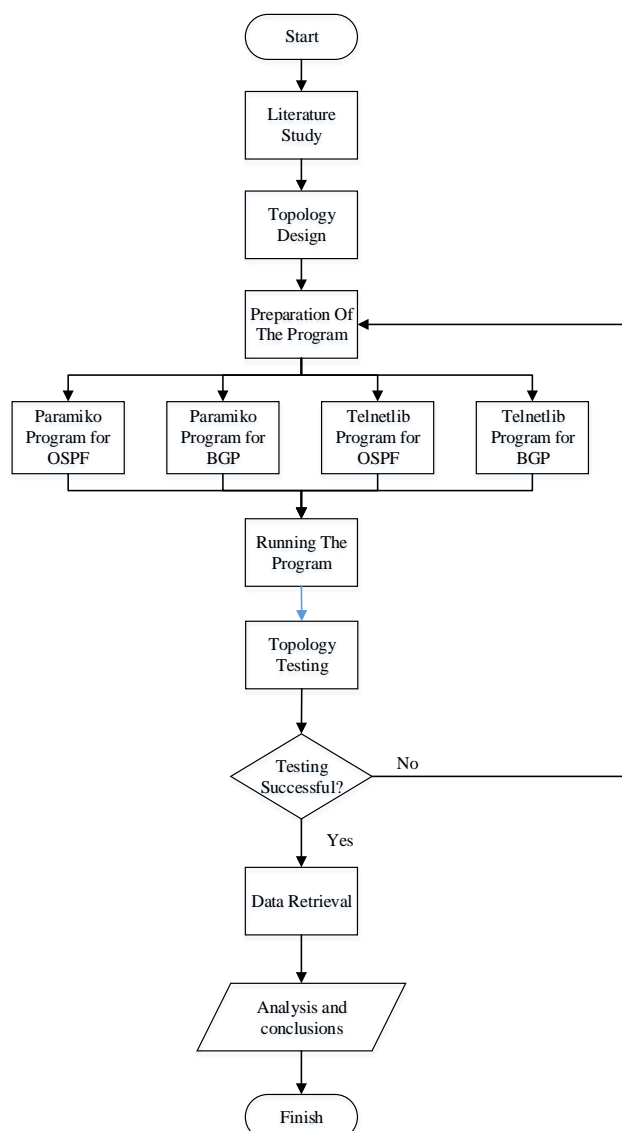 Start
Literature
Study
Topology
Design
Preparation Of
The Program
Paramiko
Program for
OSPF
Paramiko
Program for
BGP
Telnetlib
Program for
OSPF
Telnetlib
Program for
BGP
Running The
Program
Topology
Testing
Testing
Successful?
No
Yes
Data Retrieval
Analysis and
conclusions
Finish